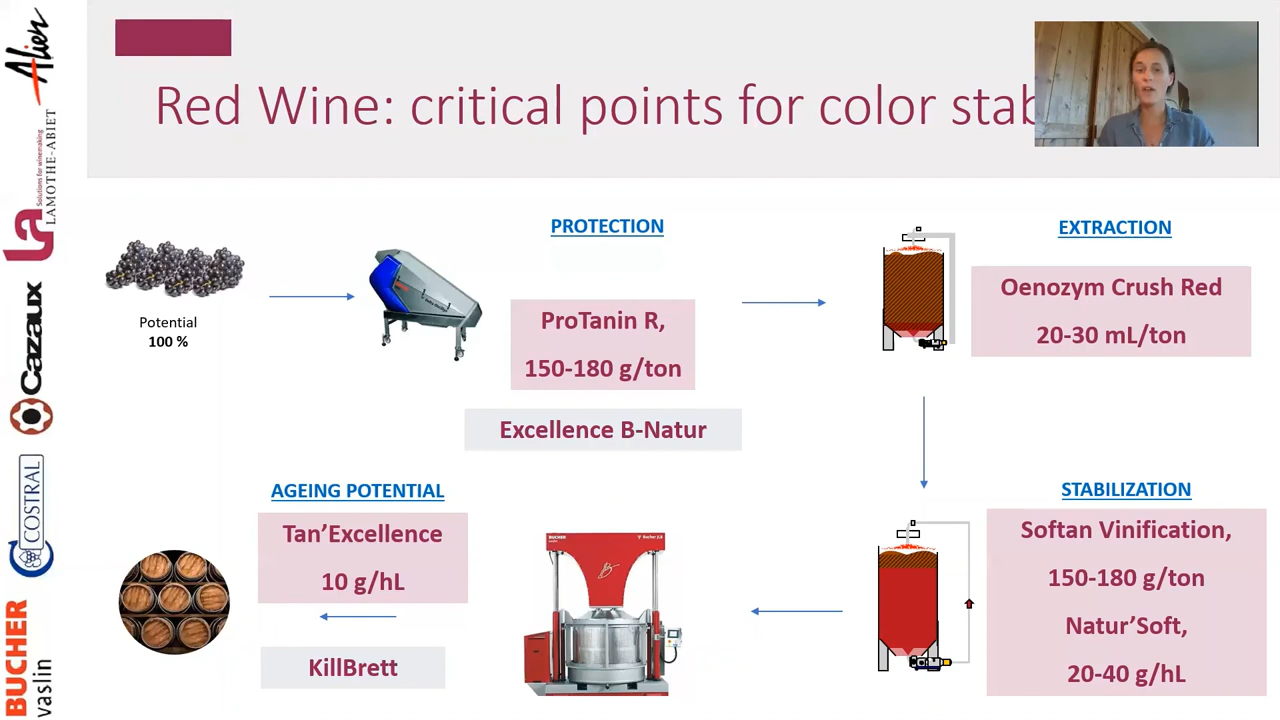 Red Wine: critical points for color stab
Alien
Solutions for winemaking
La
LAMOTHE-ABIET
Cazaux
COSTRAL
BUCHER
vaslin
PROTECTION
EXTRACTION
Potential
100 %
ProTanin R,
150-180 g/ton
Oenozym Crush Red
20-30 mL/ton
Excellence B-Natur
AGEING POTENTIAL
STABILIZATION
Tan’Excellence
10 g/hL
KillBrett
BUCHER
vaslin
Softan Vinification,
150-180 g/ton
Natur’Soft,
20-40 g/hL